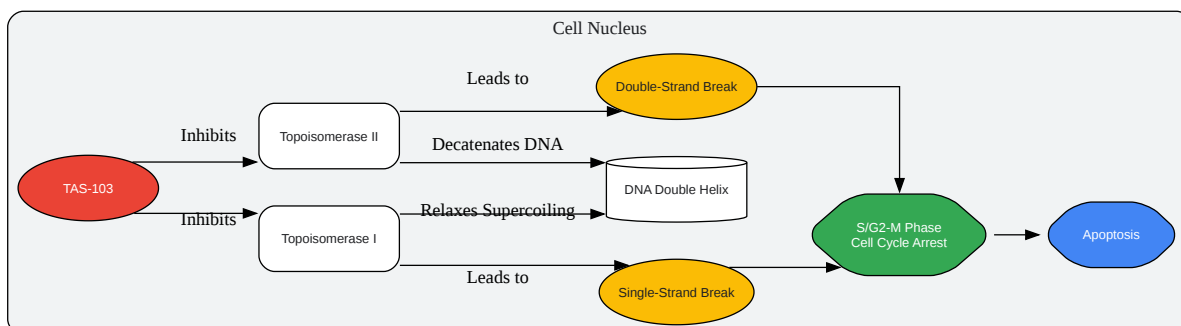 Cell Nucleus
Leads to
Double-Strand Break
Inhibits
Topoisomerase II
Decatenates DNA
TAS-103
DNA Double Helix
Inhibits
Topoisomerase I
Relaxes Supercoiling
S/G2-M Phase
Cell Cycle Arrest
Apoptosis
Leads to
Single-Strand Break